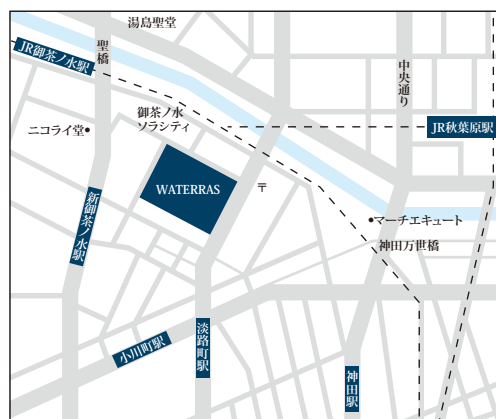 湯島聖堂
聖橋
JR御茶ノ水駅
中央通り
御茶ノ水
ソラシティ
JR秋葉原駅
ニコライ堂
WATERRAS
〒
新御茶ノ水駅
マーチエキュート
神田万世橋
小川町駅
淡路町駅
神田駅